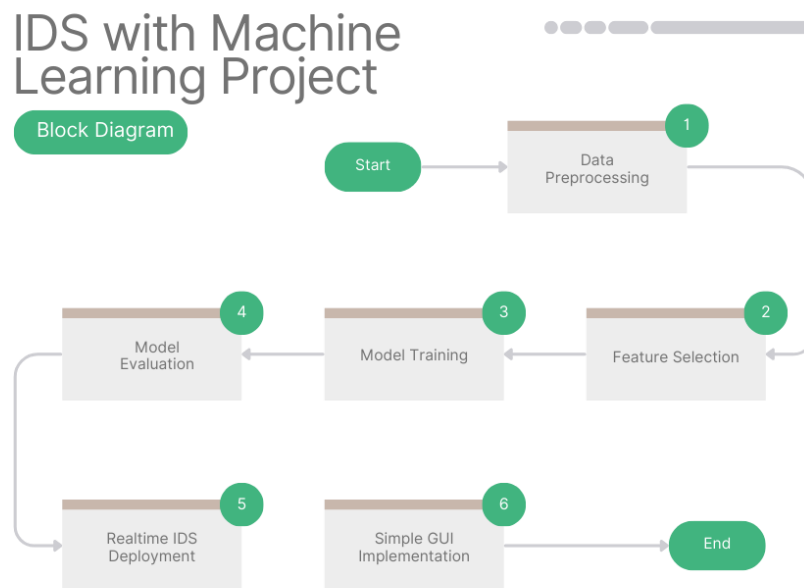 IDS with Machine
Learning Project
Block Diagram
Start
1
Data
Preprocessing
2
Feature Selection
3
Model Training
4
Model
Evaluation
5
Realtime IDS
Deployment
6
Simple GUI
Implementation
End